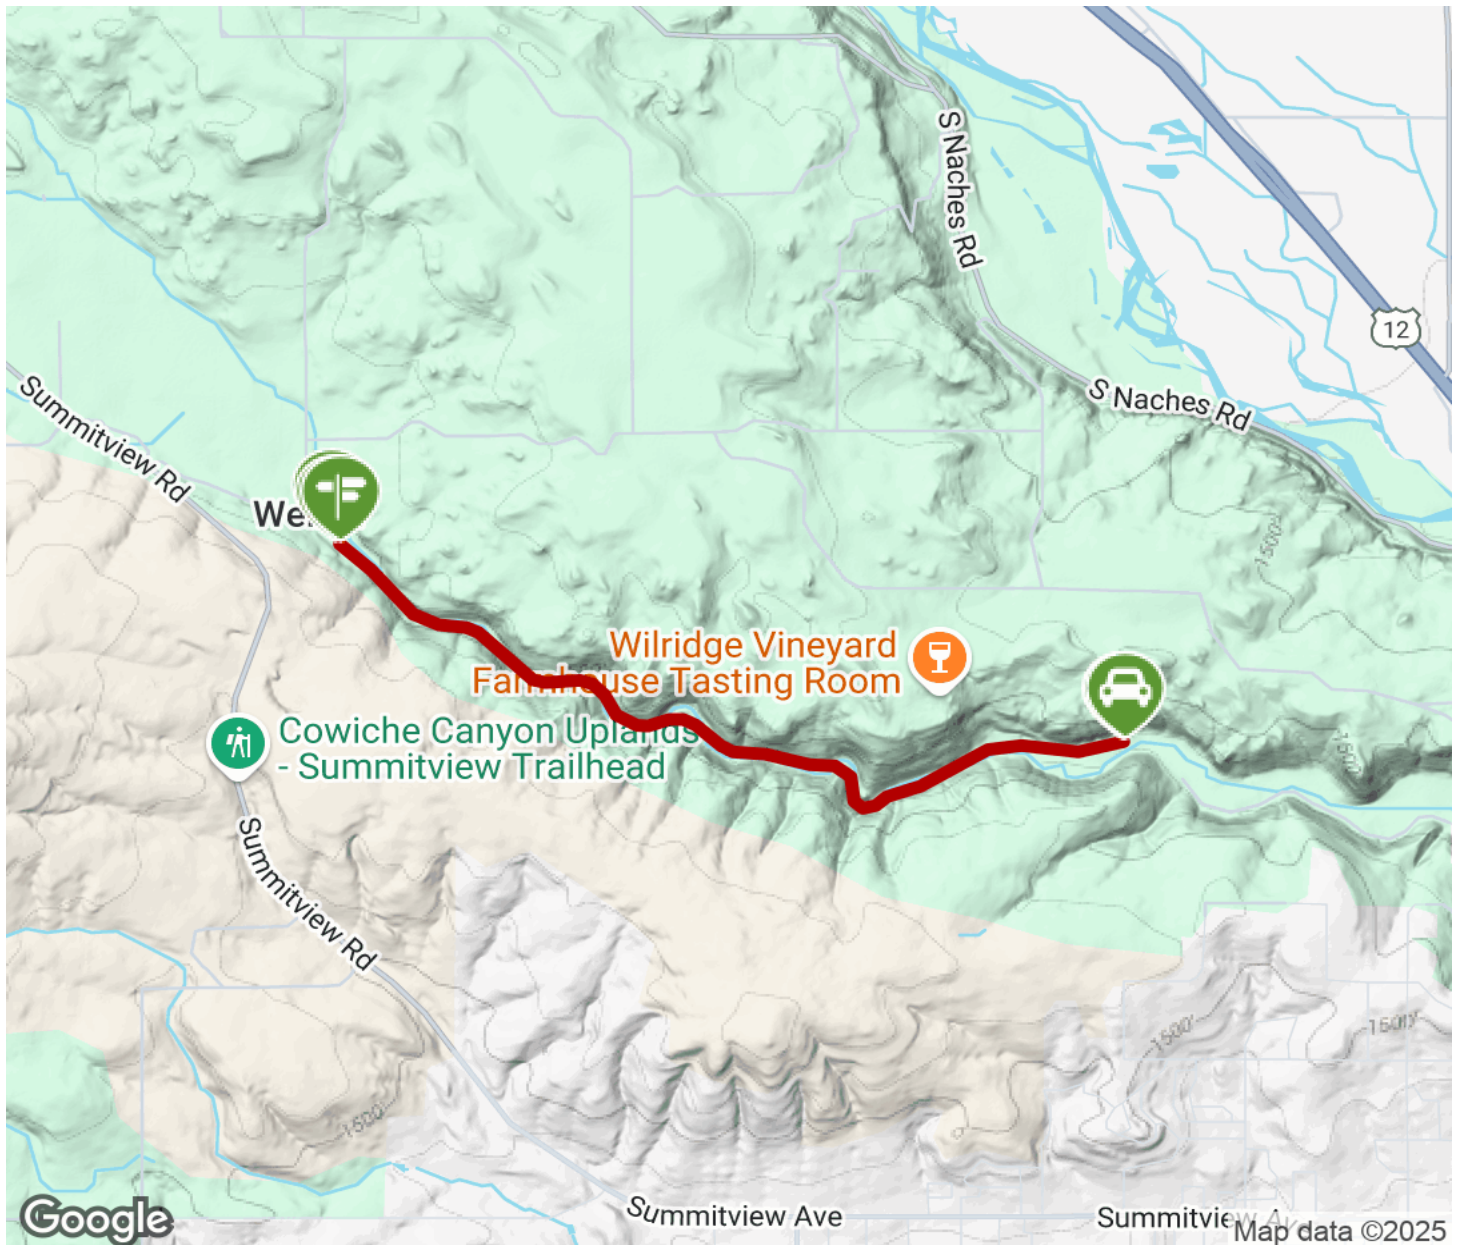 S Naches Rd
12
S Naches Rd
Summitview Rd
1500'
Wilridge Vineyard
Farmhouse Tasting Room
Cowiche Canyon Uplands
- Summitview Trailhead
1500'
Summitview Rd
1500'
1500'
1500'
Summitview Ave
Summitview
Google
Map data ©2025